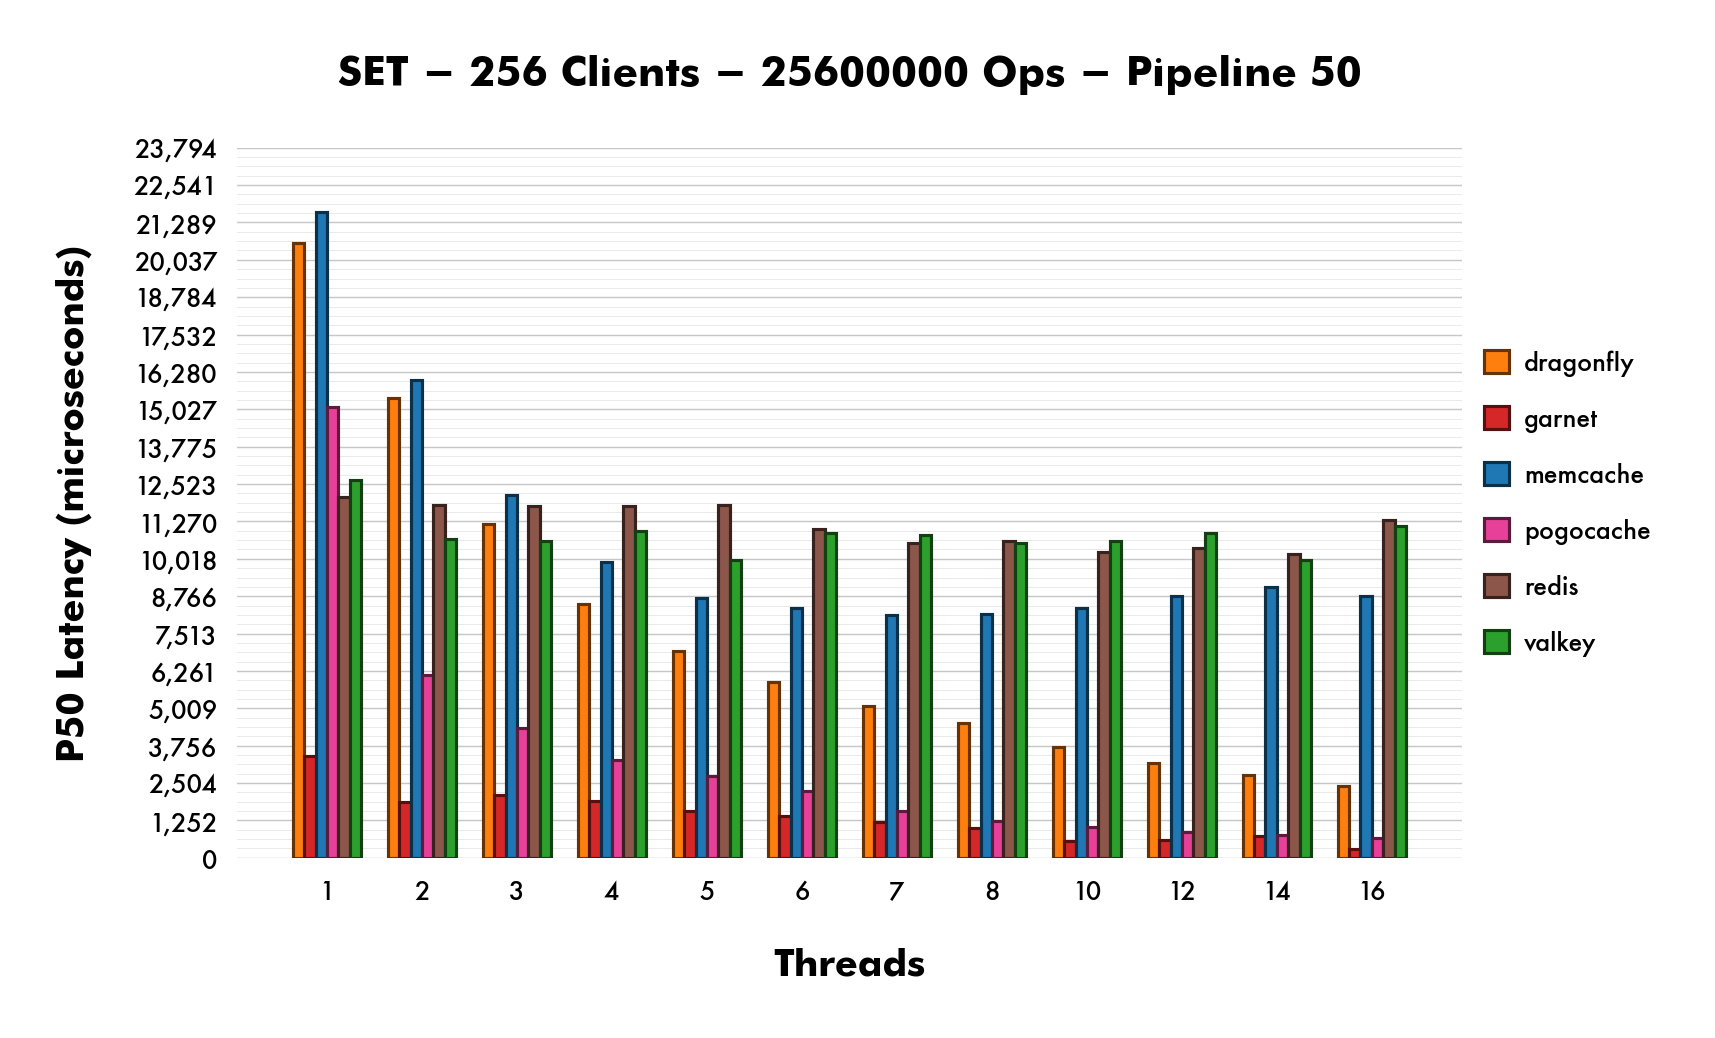 SET – 256 Clients – 25600000 Ops – Pipeline 50
P50 Latency (microseconds)
23,794
22,541
21,289
20,037
18,784
17,532
16,280
15,027
13,775
12,523
11,270
10,018
8,766
7,513
6,261
5,009
3,756
2,504
1,252
0
1 2 3 4 5 6 7 8 10 12 14 16
Threads
dragonfly
garnet
memcache
pogocache
redis
valkey